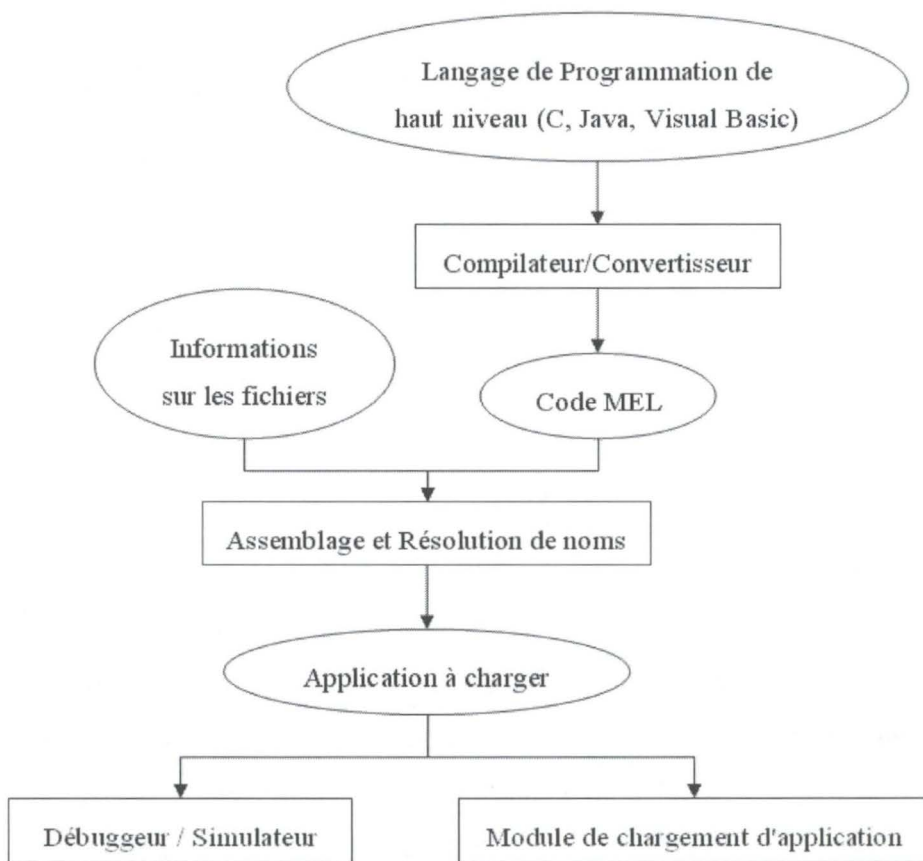 Langage de Programmation de
haut niveau (C, Java, Visual Basic)
Compilateur/Convertisseur
Informations
sur les fichiers
Code MEL
Assemblage et Résolution de noms
Application à charger
Débuggeur / Simulateur
Module de chargement d'application